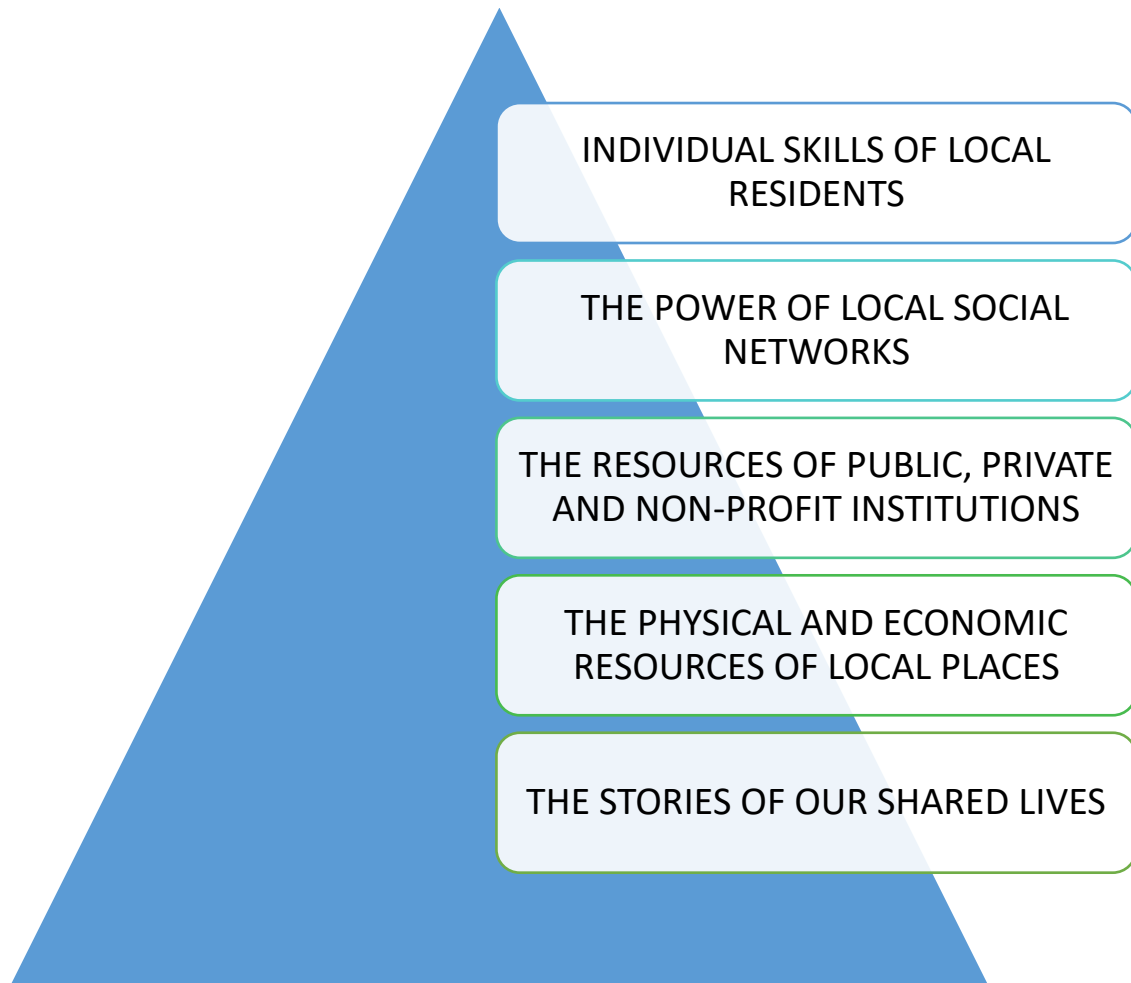 INDIVIDUAL SKILLS OF LOCAL
RESIDENTS
THE POWER OF LOCAL SOCIAL
NETWORKS
THE RESOURCES OF PUBLIC, PRIVATE
AND NON-PROFIT INSTITUTIONS
THE PHYSICAL AND ECONOMIC
RESOURCES OF LOCAL PLACES
THE STORIES OF OUR SHARED LIVES